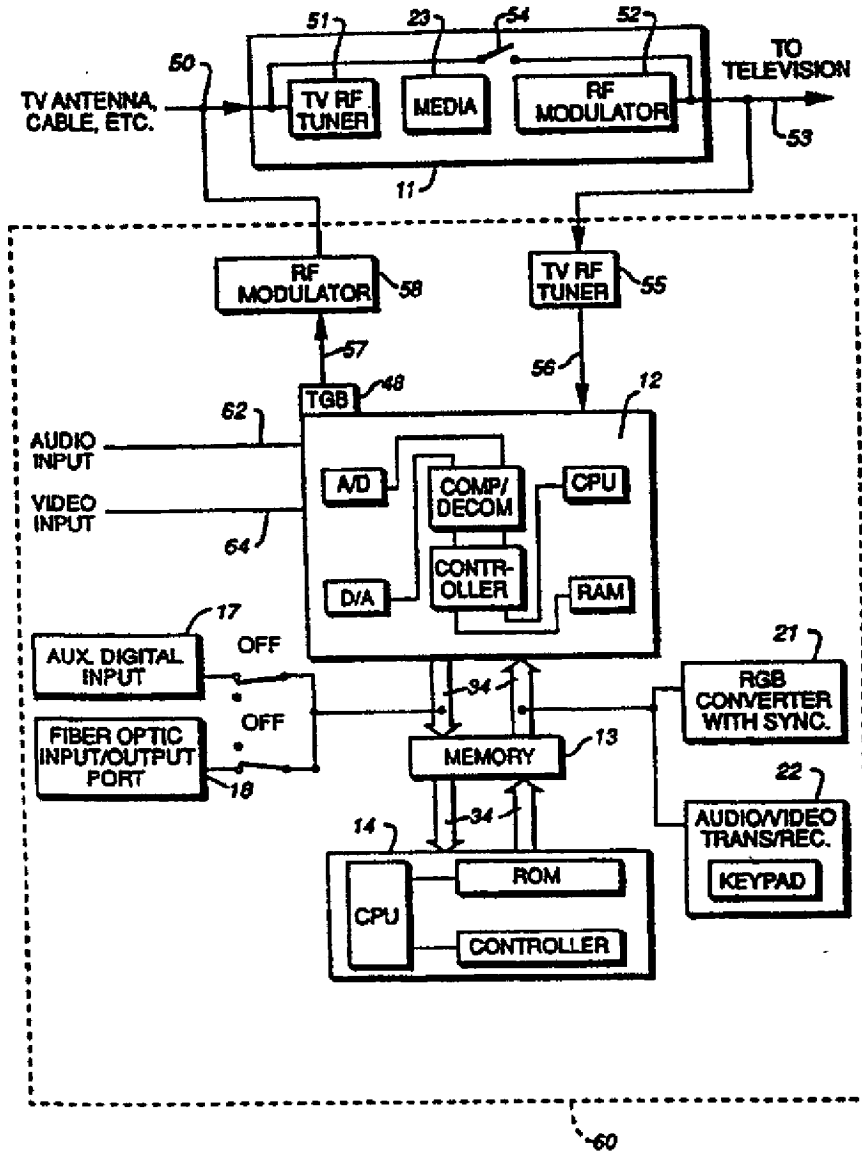 50
51
23
54
52
TO
TELEVISION
TV ANTENNA,
CABLE, ETC.
TV RF
TUNER
MEDIA
RF
MODULATOR
53
11
RF
MODULATOR
58
TV RF
TUNER
55
57
56
TGB
48
12
62
AUDIO
INPUT
VIDEO
INPUT
64
A/D
COMP/
DECOM
CPU
CONTR-
OLLER
D/A
RAM
17
OFF
AUX. DIGITAL
INPUT
OFF
FIBER OPTIC
INPUT/OUTPUT
PORT
18
34
21
RGB
CONVERTER
WITH SYNC.
MEMORY
13
22
AUDIO/VIDEO
TRANS/REC.
KEYPAD
34
14
CPU
ROM
CONTROLLER
60